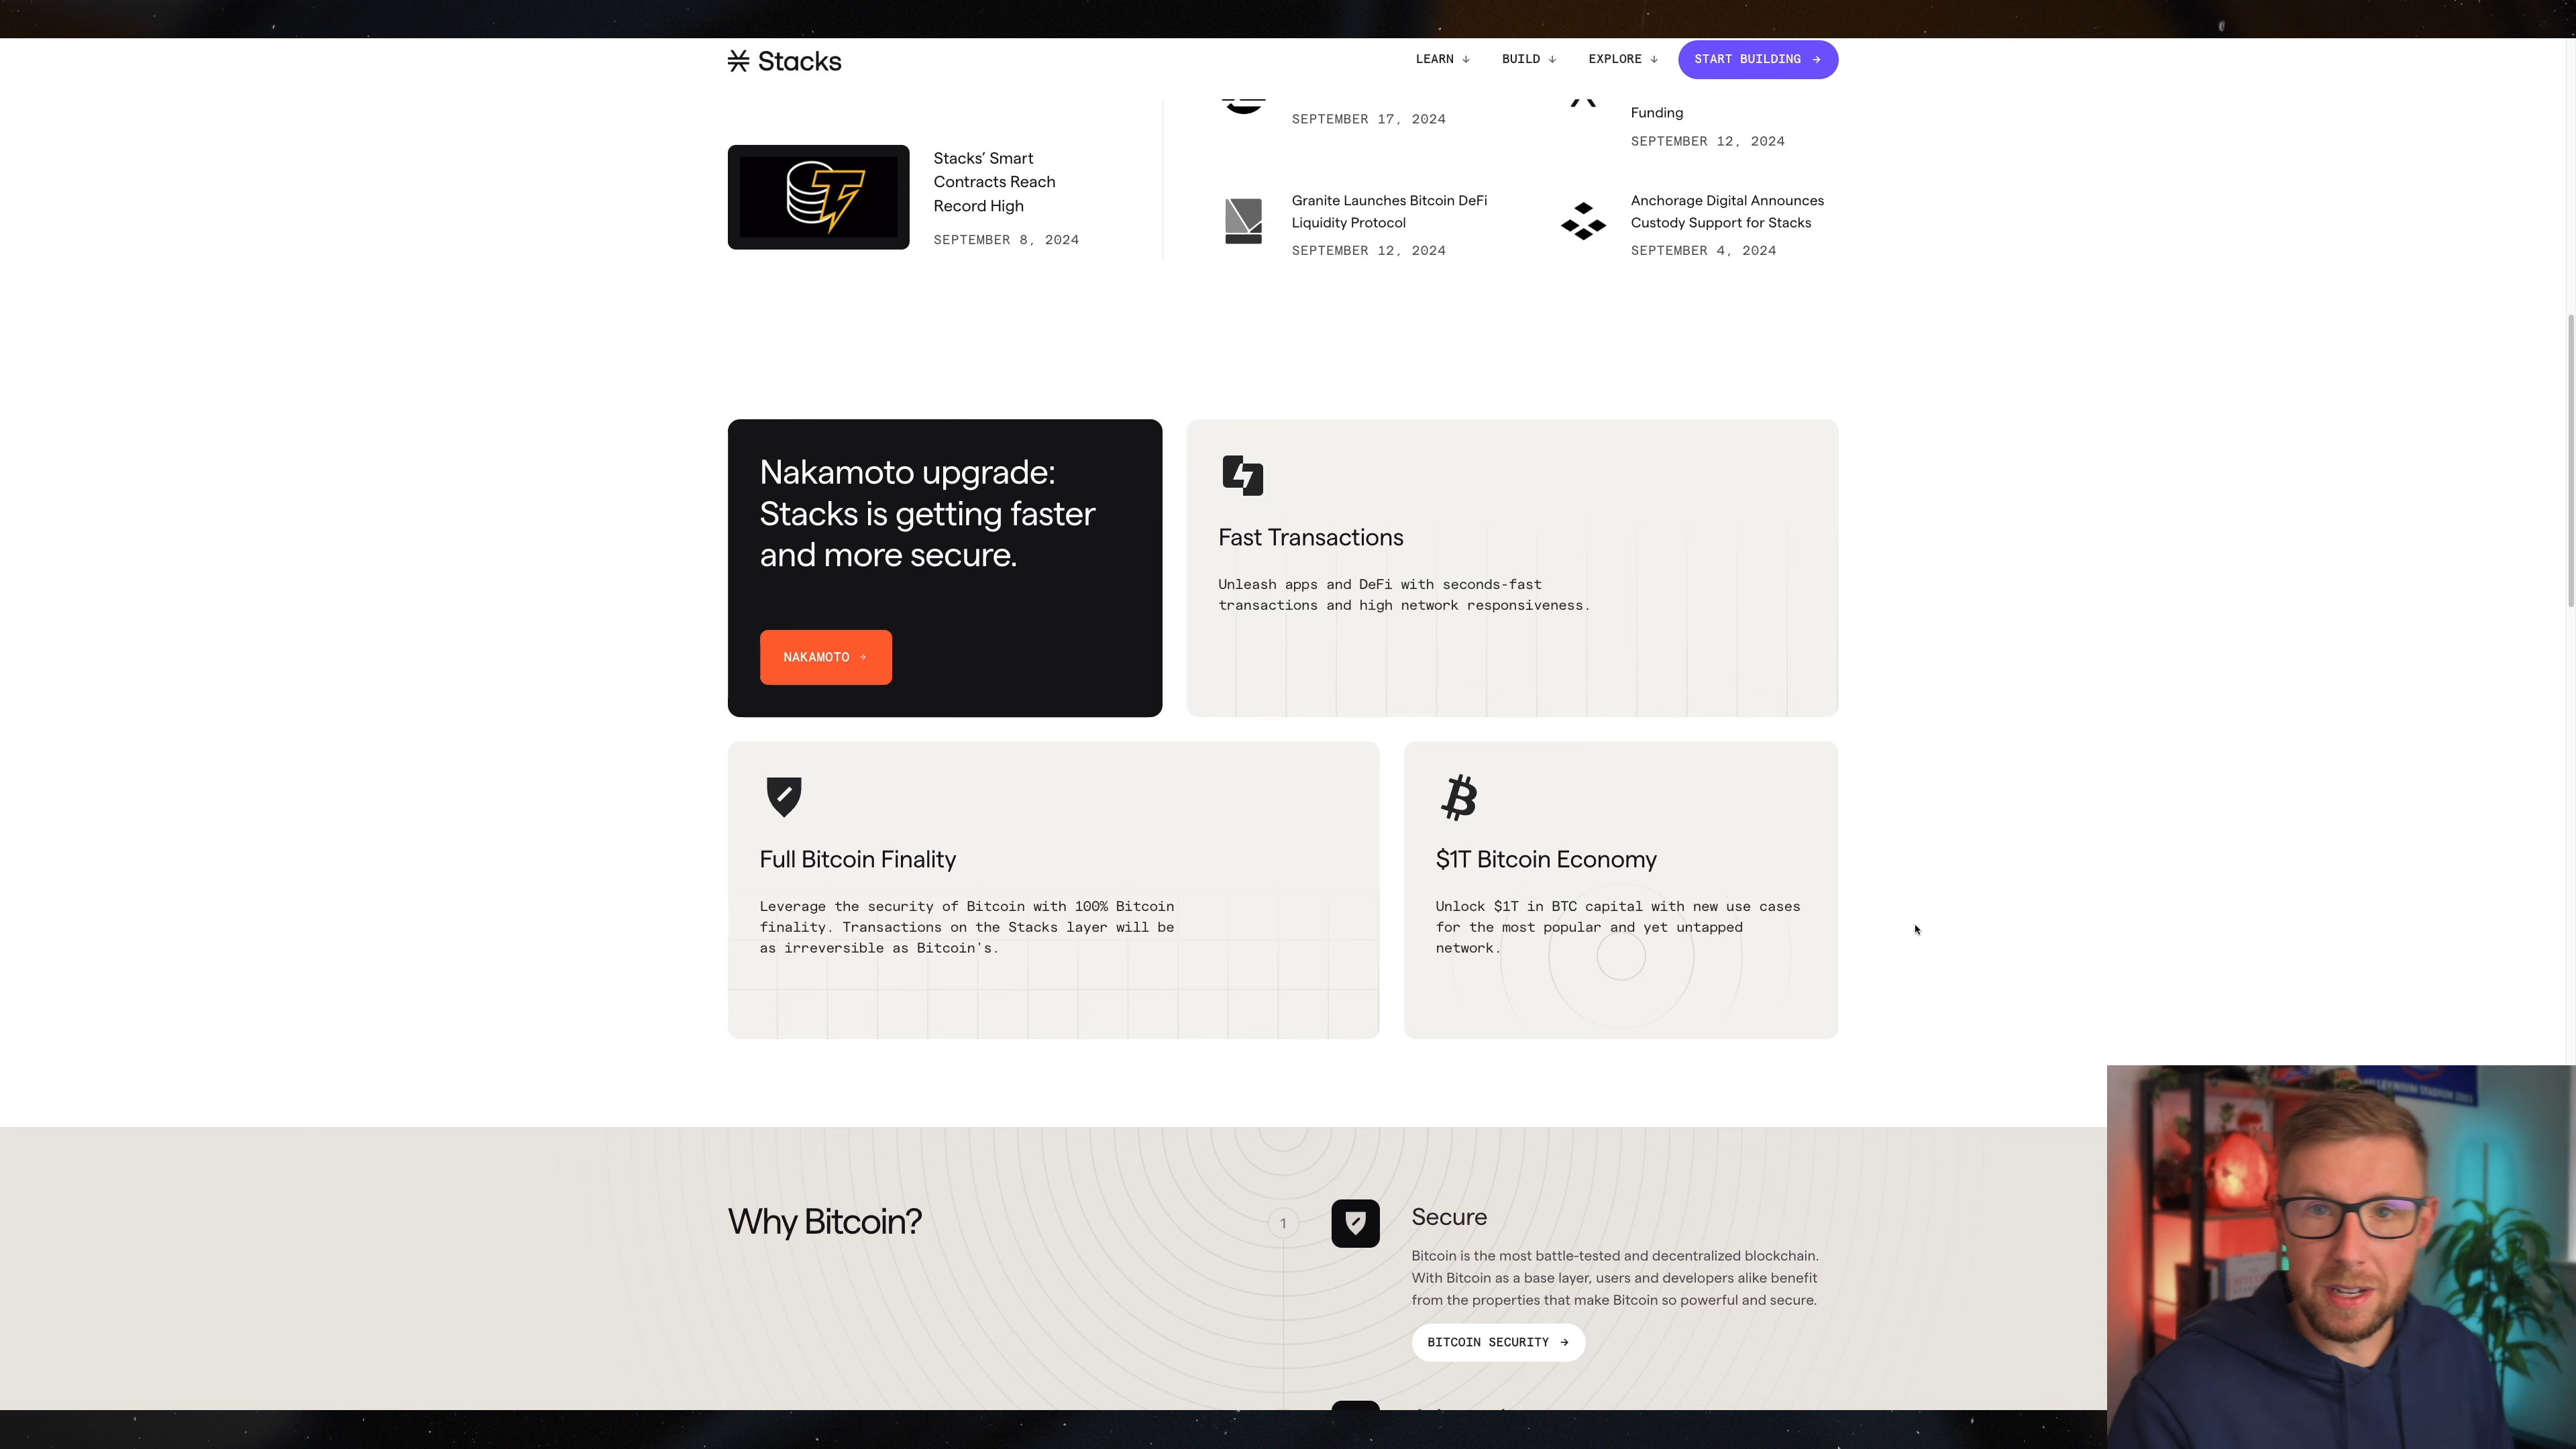 Stacks
LEARN ↓
BUILD ↓
EXPLORE ↓
START BUILDING →
Stacks’ Smart
Contracts Reach
Record High
SEPTEMBER 8, 2024
SEPTEMBER 17, 2024
Funding
SEPTEMBER 12, 2024
Granite Launches Bitcoin DeFi
Liquidity Protocol
SEPTEMBER 12, 2024
Anchorage Digital Announces
Custody Support for Stacks
SEPTEMBER 4, 2024
Nakamoto upgrade:
Stacks is getting faster
and more secure.
NAKAMOTO →
Fast Transactions
Unleash apps and DeFi with seconds-fast
transactions and high network responsiveness.
Full Bitcoin Finality
Leverage the security of Bitcoin with 100% Bitcoin
finality. Transactions on the Stacks layer will be
as irreversible as Bitcoin's.
$1T Bitcoin Economy
Unlock $1T in BTC capital with new use cases
for the most popular and yet untapped
network.
Why Bitcoin?
1
Secure
Bitcoin is the most battle-tested and decentralized blockchain.
With Bitcoin as a base layer, users and developers alike benefit
from the properties that make Bitcoin so powerful and secure.
BITCOIN SECURITY →